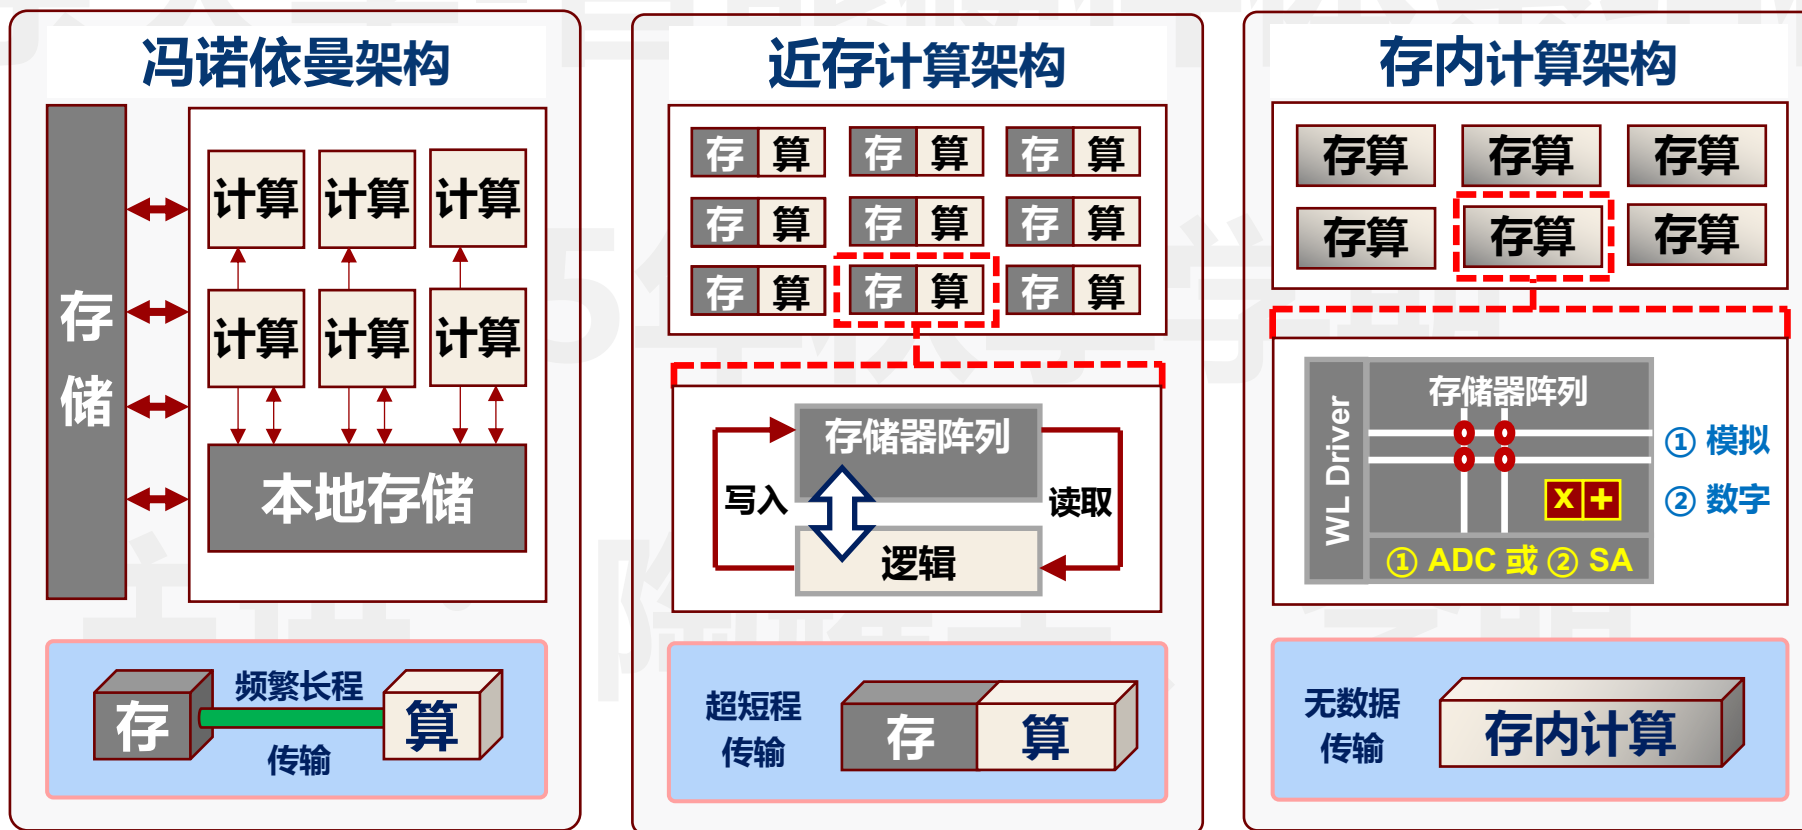 冯诺依曼架构
存
储
计算 计算 计算
计算 计算 计算
本地存储
存
频繁长程
传输
算
近存计算架构
存 算 存 算 存 算
存 算 存 算 存 算
存 算 存 算 存 算
存储器阵列
写入
读取
逻辑
超短程
传输
存
算
存内计算架构
存算 存算 存算
存算 存算 存算
WL Driver
存储器阵列
X +
① ADC 或 ② SA
① 模拟
② 数字
无数据
传输
存内计算